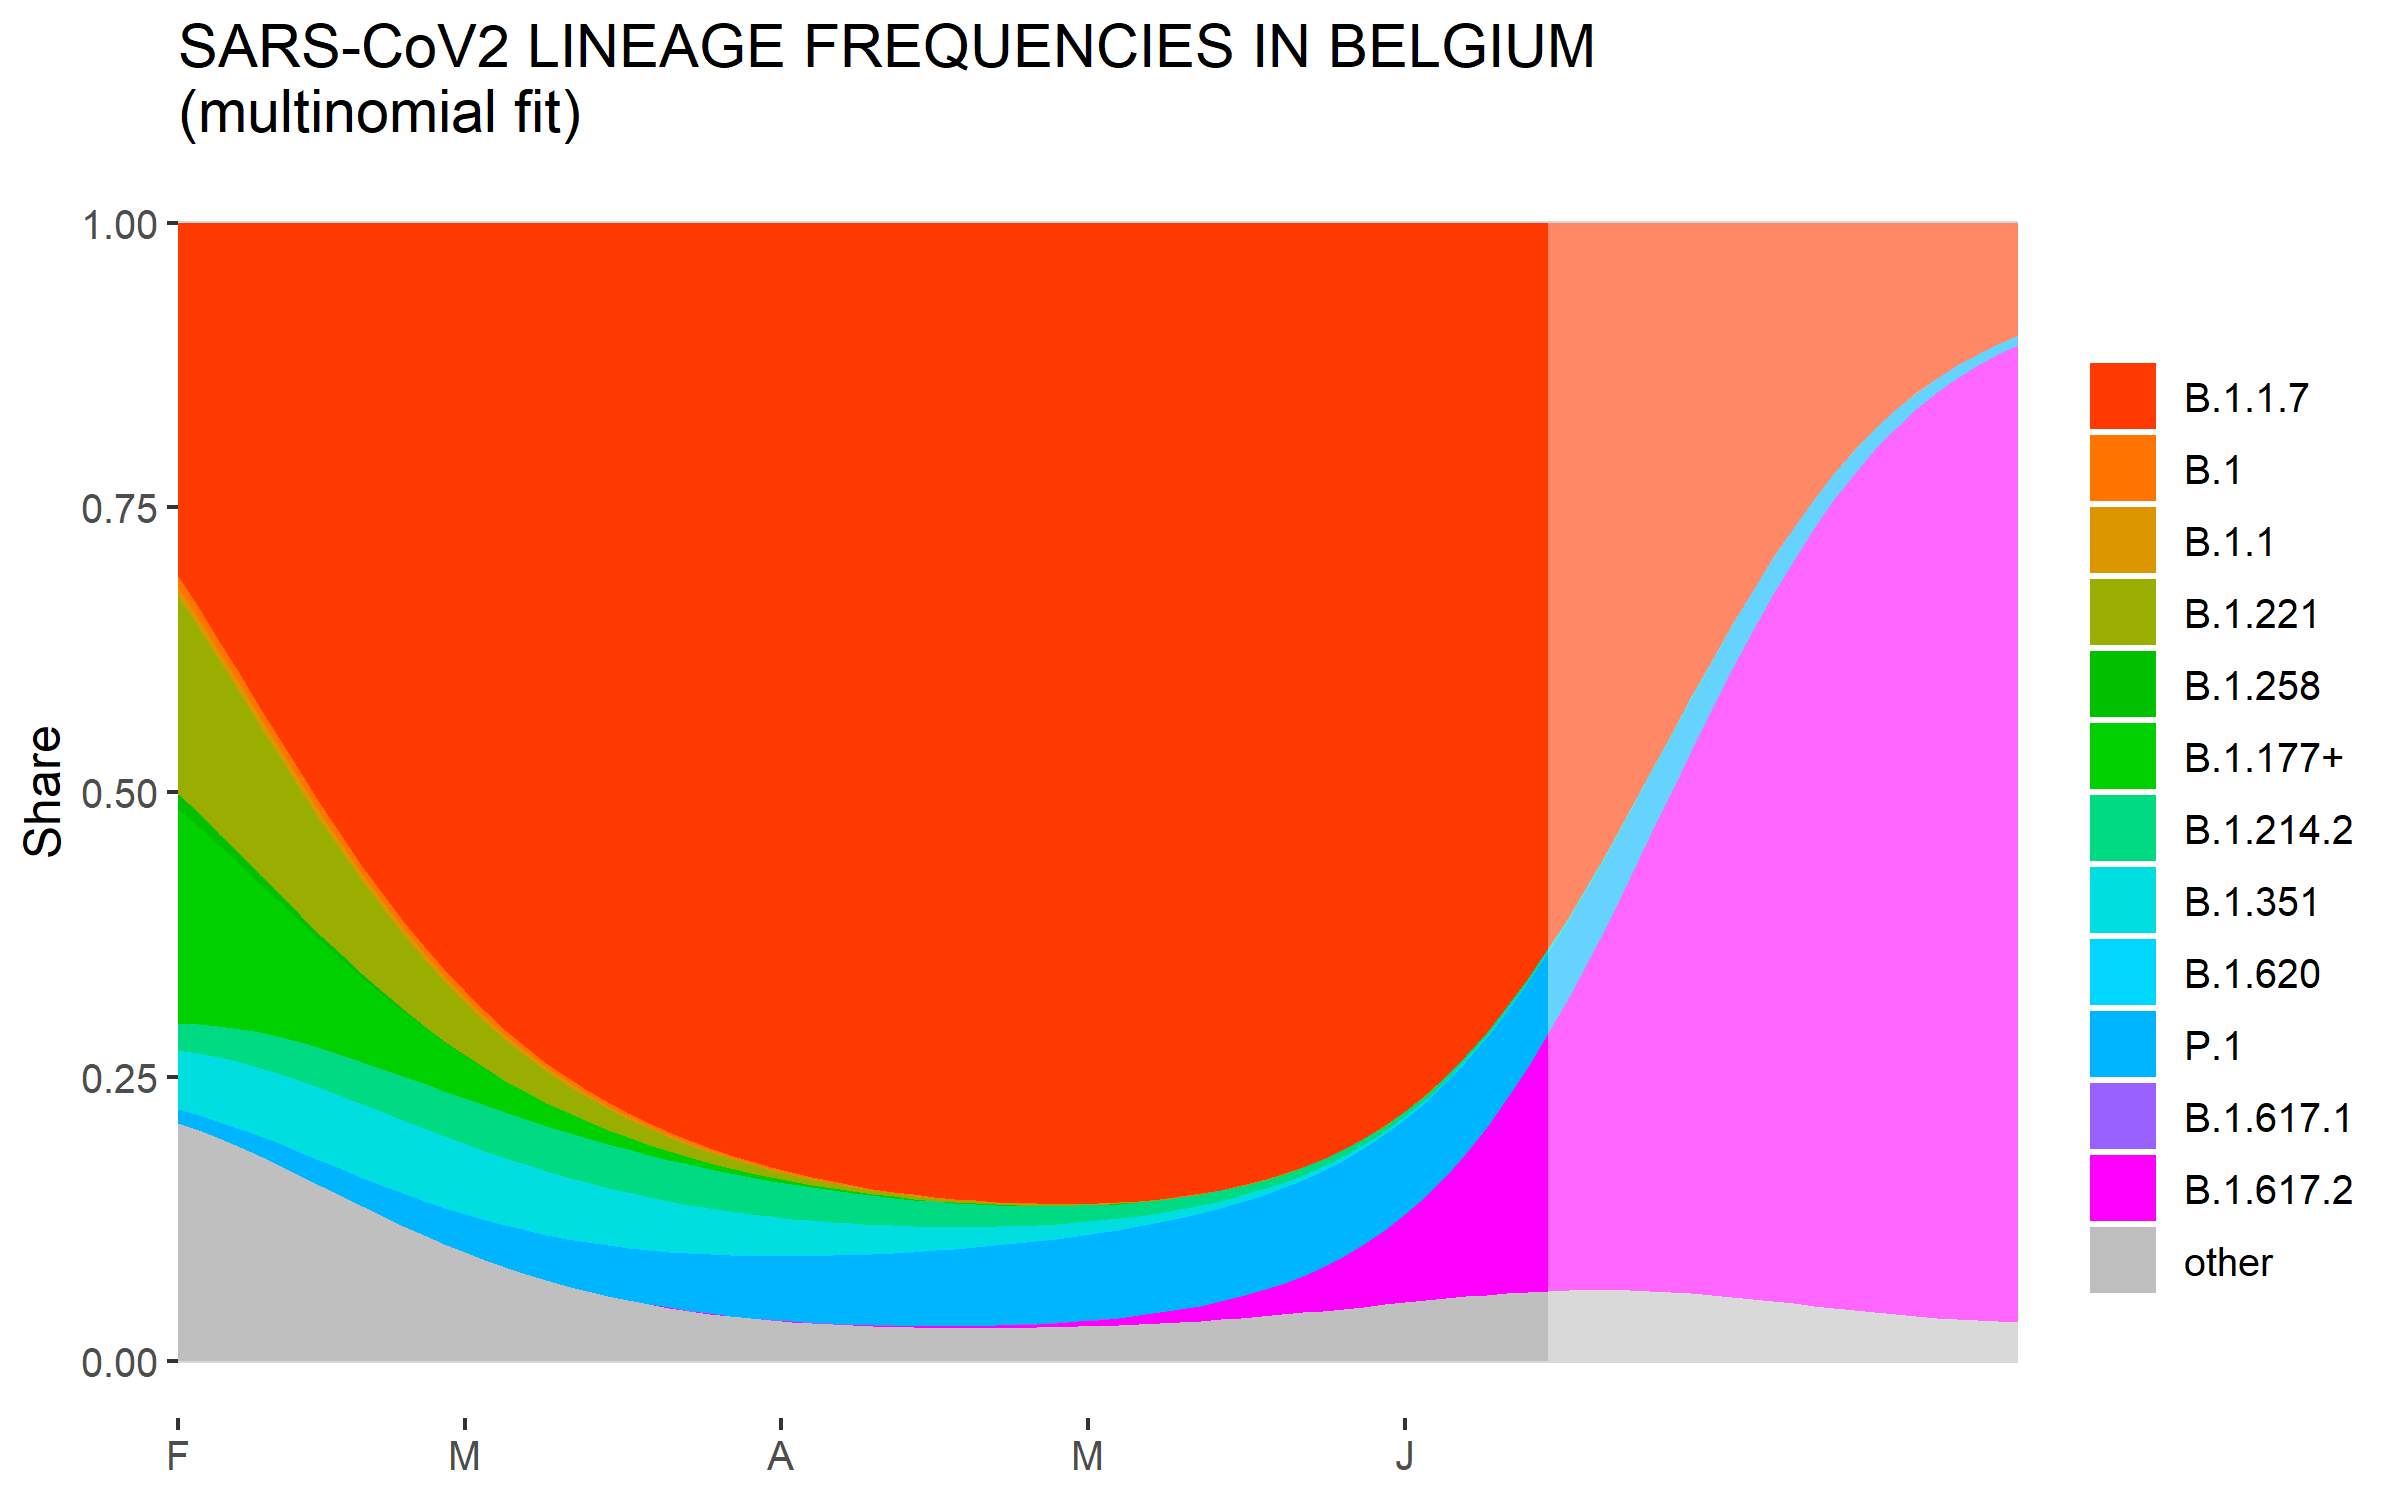 SARS-CoV2 LINEAGE FREQUENCIES IN BELGIUM
(multinomial fit)
1.00
0.75
0.50
0.25
0.00
Share
F
M
A
M
J
B.1.1.7
B.1
B.1.1
B.1.221
B.1.258
B.1.177+
B.1.214.2
B.1.351
B.1.620
P.1
B.1.617.1
B.1.617.2
other